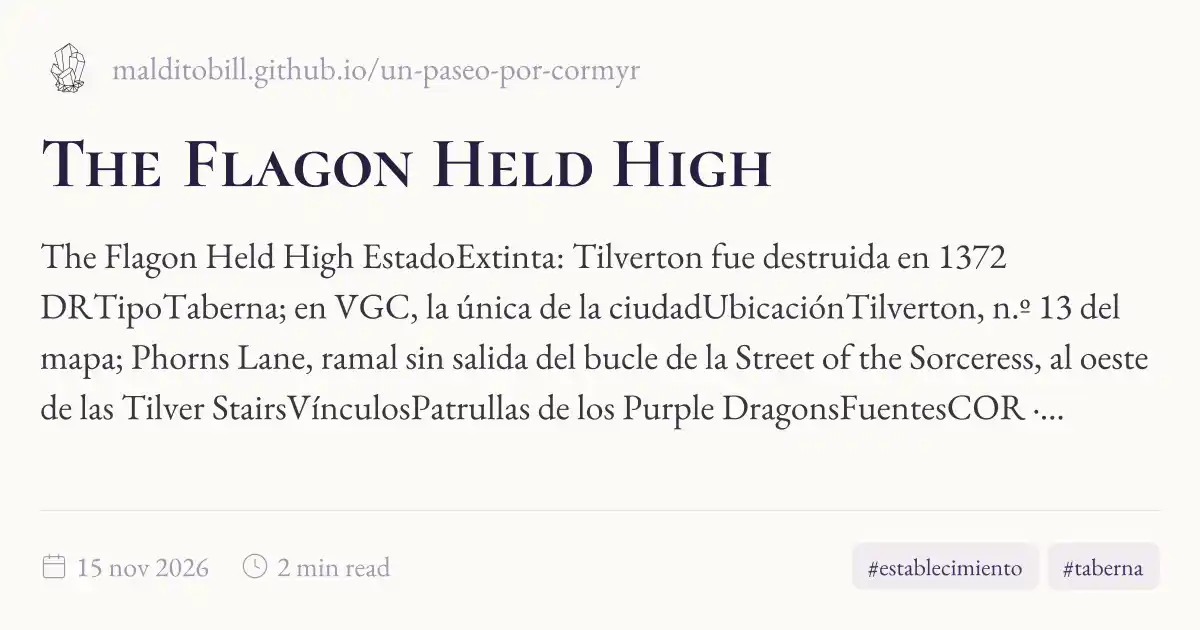 malditobill.github.io/un-paseo-por-cormyr
The Flagon Held High
The Flagon Held High EstadoExtinta: Tilverton fue destruida en 1372
DRTipoTaberna; en VGC, la única de la ciudadUbicaciónTilverton, n.º 13 del
mapa; Phorns Lane, ramal sin salida del bucle de la Street of the Sorceress, al oeste
de las Tilver StairsVínculosPatrullas de los Purple DragonsFuentesCOR ·...
15 nov 2026 2 min read #establecimiento #taberna